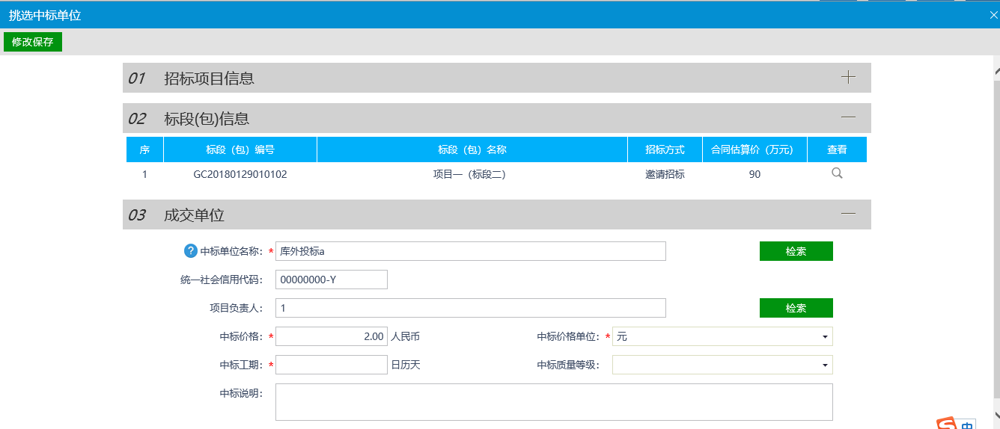 挑选中标单位
修改保存
01 招标项目信息
02 标段(包)信息
序 标段（包）编号 标段（包）名称 招标方式 合同估算价（万元） 查看
1 GC20180129010102 项目一（标段二） 邀请招标 90
03 成交单位
? 中标单位名称：* 库外投标a 检索
统一社会信用代码： 00000000-Y
项目负责人： 1 检索
中标价格：* 2.00 人民币 中标价格单位：* 元
中标工期：* 日历天 中标质量等级：
中标说明：
S 中